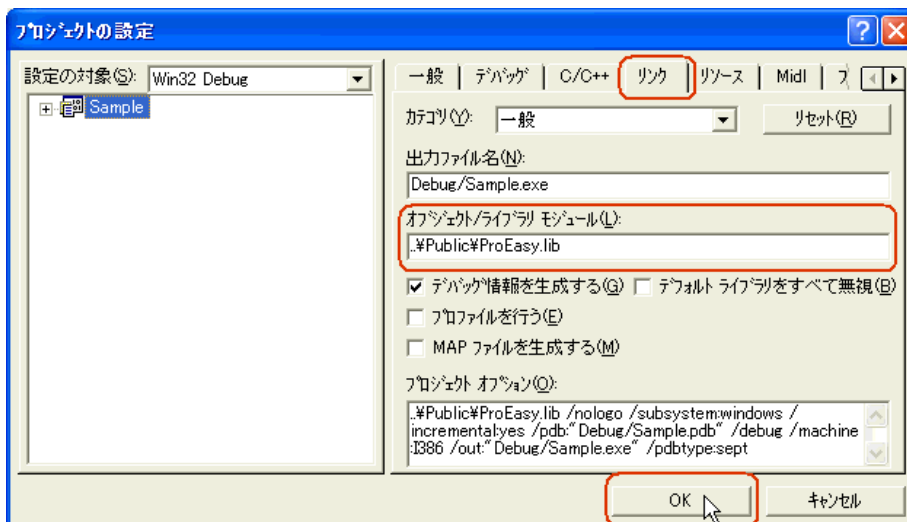 プロジェクトの設定
設定の対象(S): Win32 Debug
Sample
一般 デバッグ C/C++ リンク リソース Midl
カテゴリ(Y): 一般 リセット(R)
出力ファイル名(N):
Debug/Sample.exe
オブジェクト/ライブラリ モジュール(L):
..¥Public¥ProEasy.lib
デバッグ情報を生成する(G) デフォルト ライブラリをすべて無視(B)
プロファイルを行う(E)
MAP ファイルを生成する(M)
プロジェクト オプション(O):
..¥Public¥ProEasy.lib /nologo /subsystem:windows /
incremental:yes /pdb:"Debug/Sample.pdb" /debug /machine
:I386 /out:"Debug/Sample.exe" /pdbtype:sept
OK キャンセル